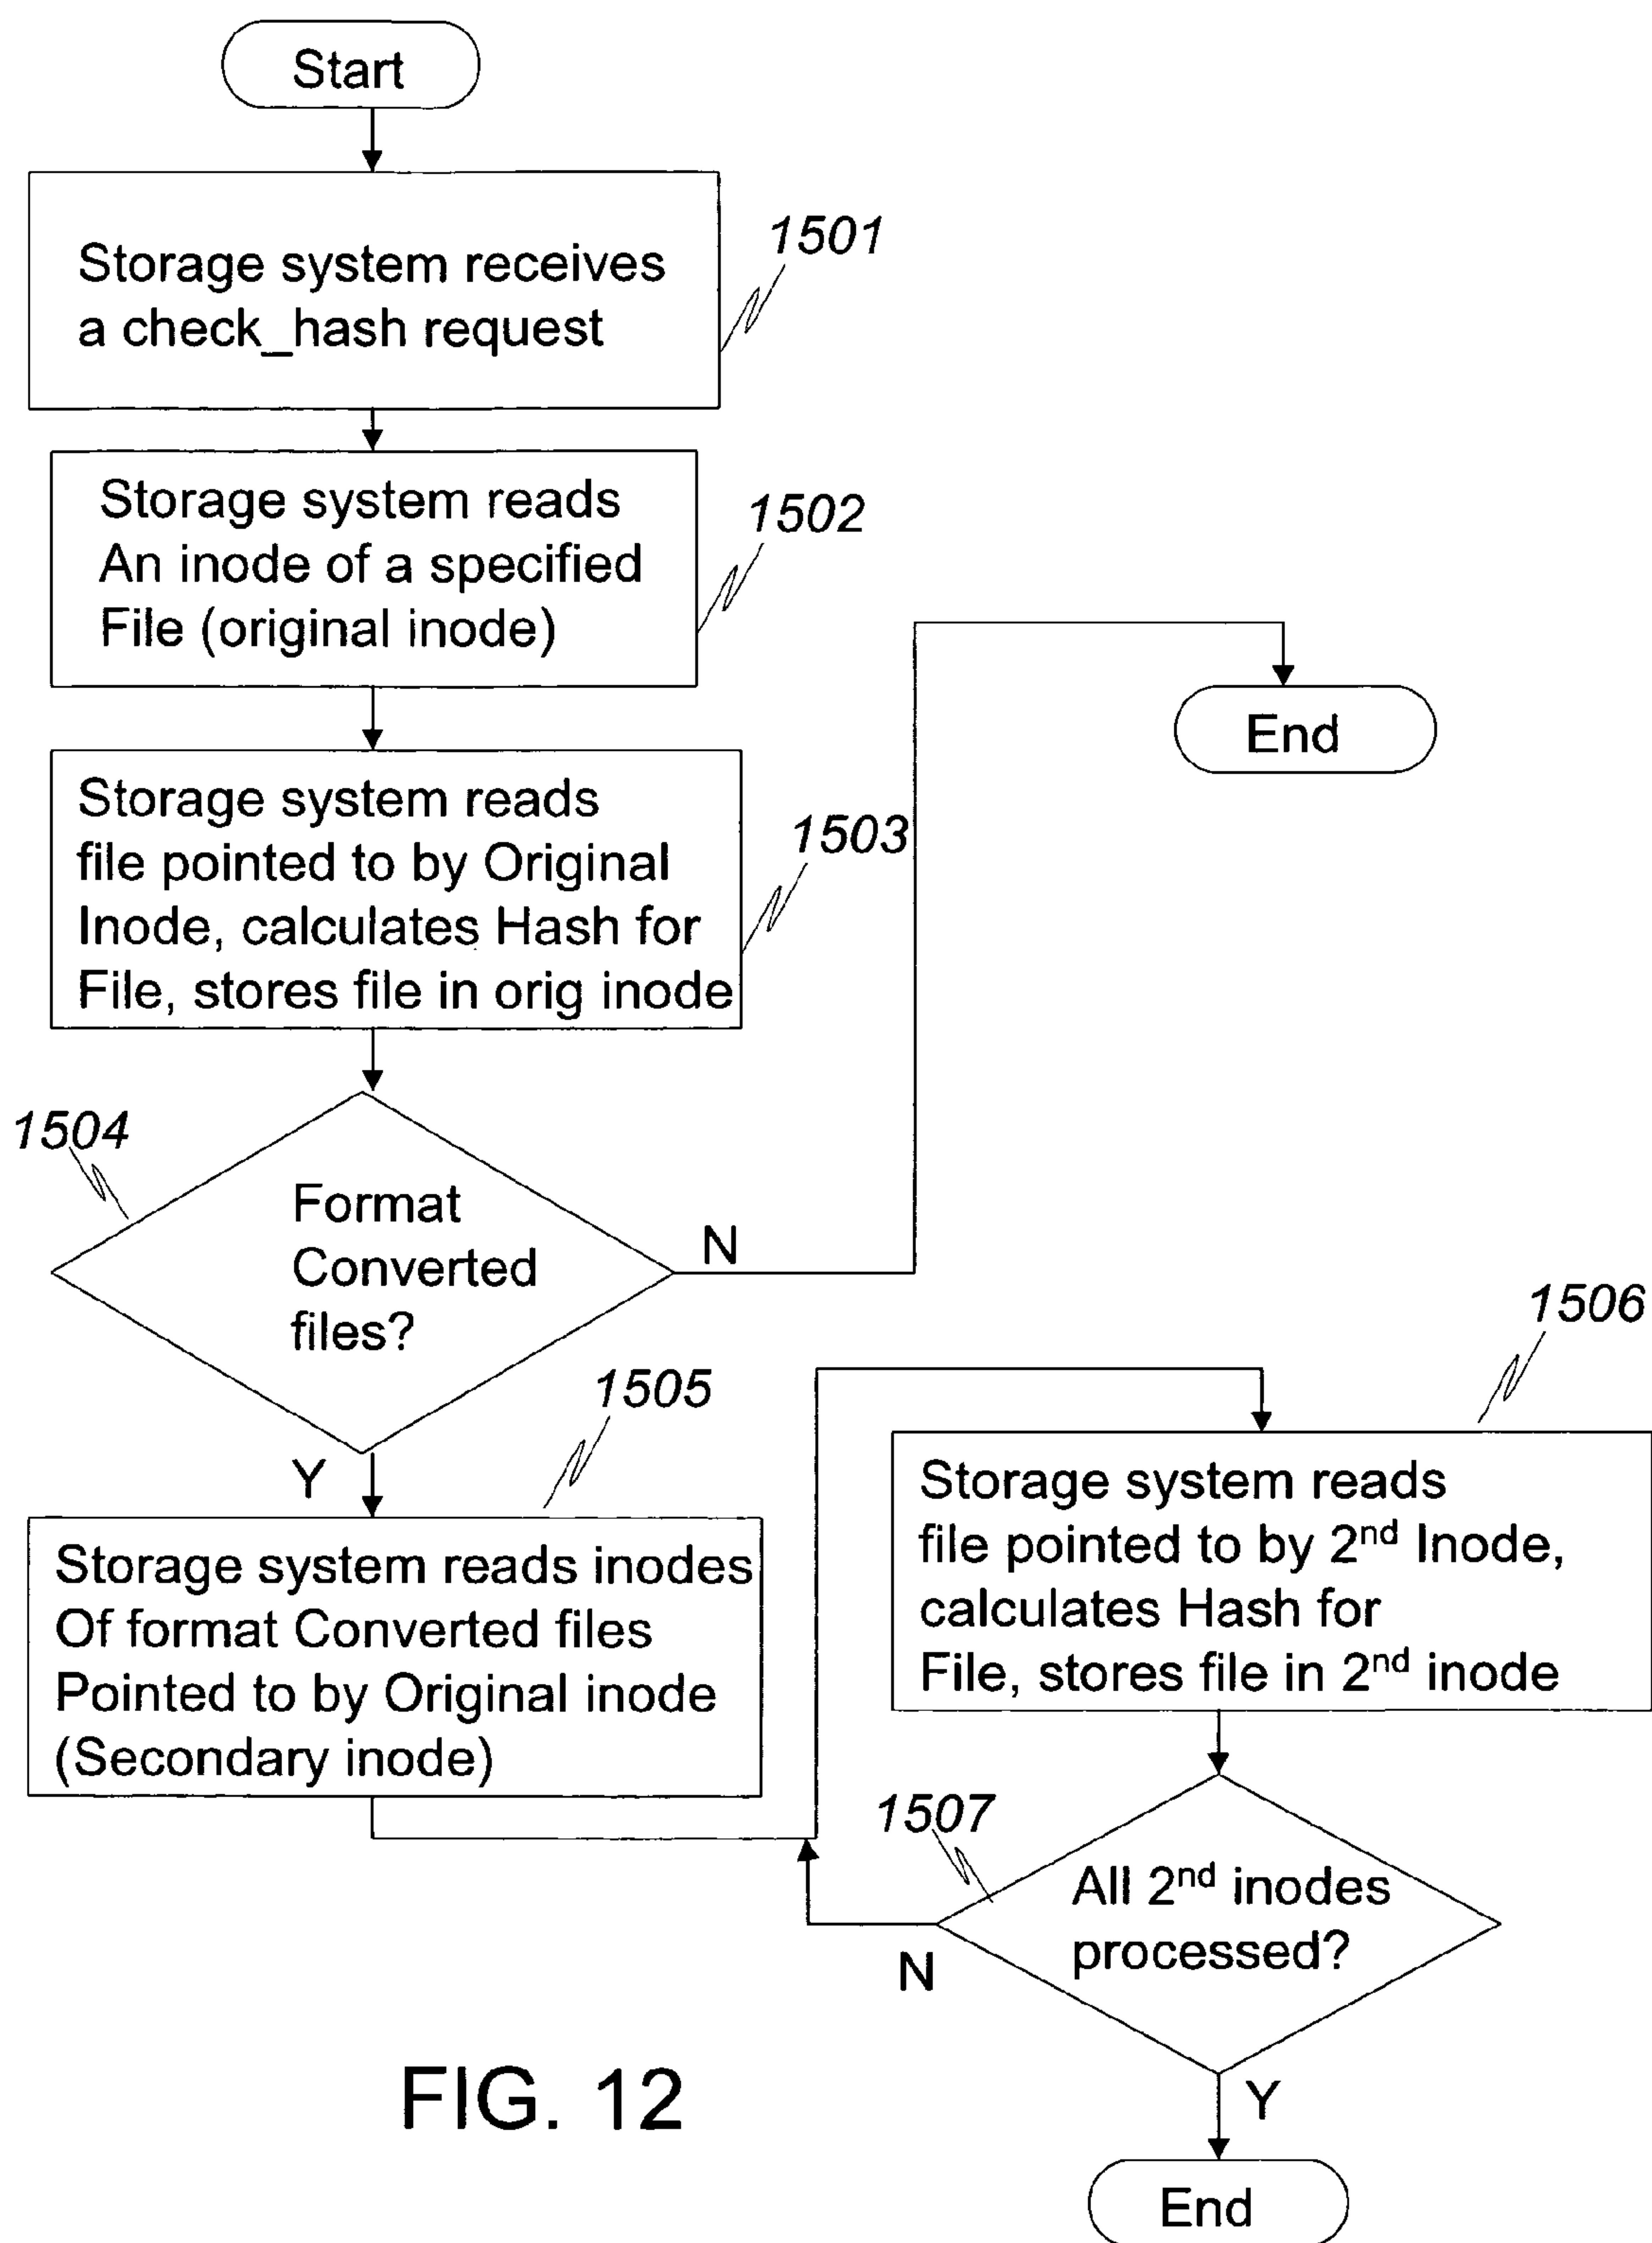 Start
Storage system receives
a check_hash request
1501
Storage system reads
An inode of a specified
File (original inode)
1502
End
Storage system reads
file pointed to by Original
Inode, calculates Hash for
File, stores file in orig inode
1503
1504
Format
Converted
files?
N
Y
1505
Storage system reads inodes
Of format Converted files
Pointed to by Original inode
(Secondary inode)
1506
Storage system reads
file pointed to by 2nd Inode,
calculates Hash for
File, stores file in 2nd inode
1507
All 2nd inodes
processed?
N
Y
End
FIG. 12